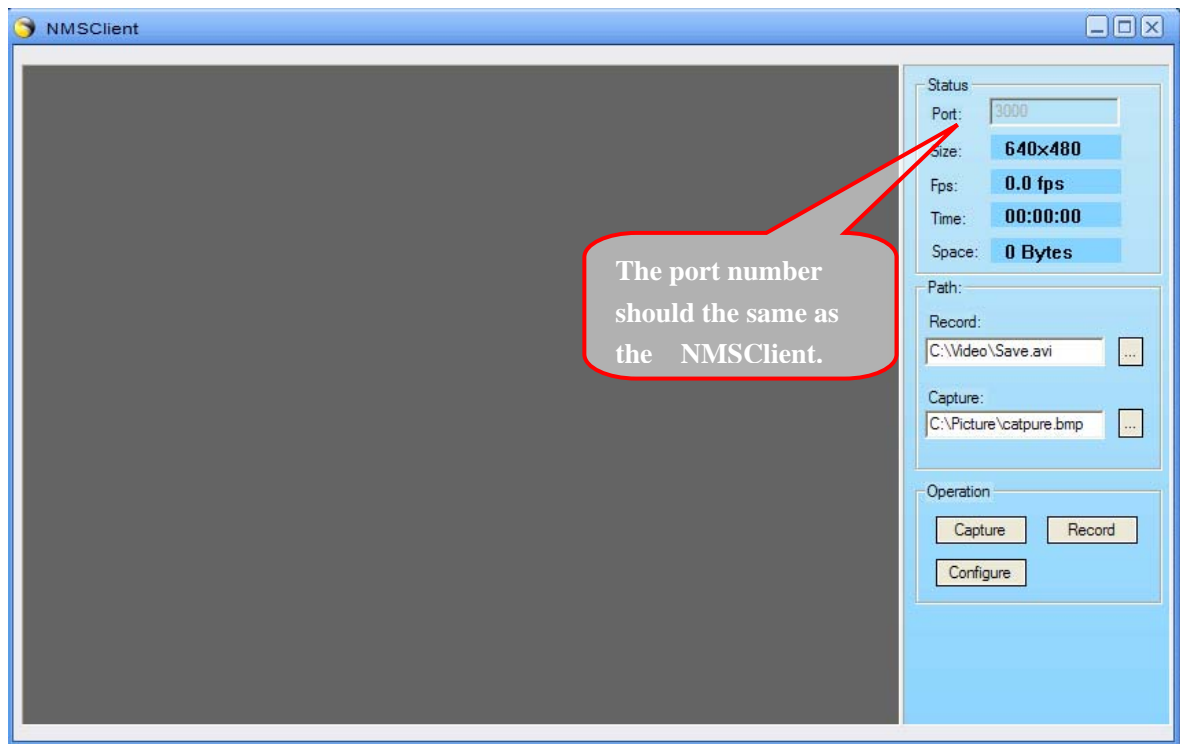 NMSClient
Status
Port: 3000
Size: 640×480
Fps: 0.0 fps
Time: 00:00:00
Space: 0 Bytes
The port number
should the same as
the NMSClient.
Path:
Record:
C:\Video\Save.avi ...
Capture:
C:\Picture\catpure.bmp ...
Operation
Capture Record
Configure